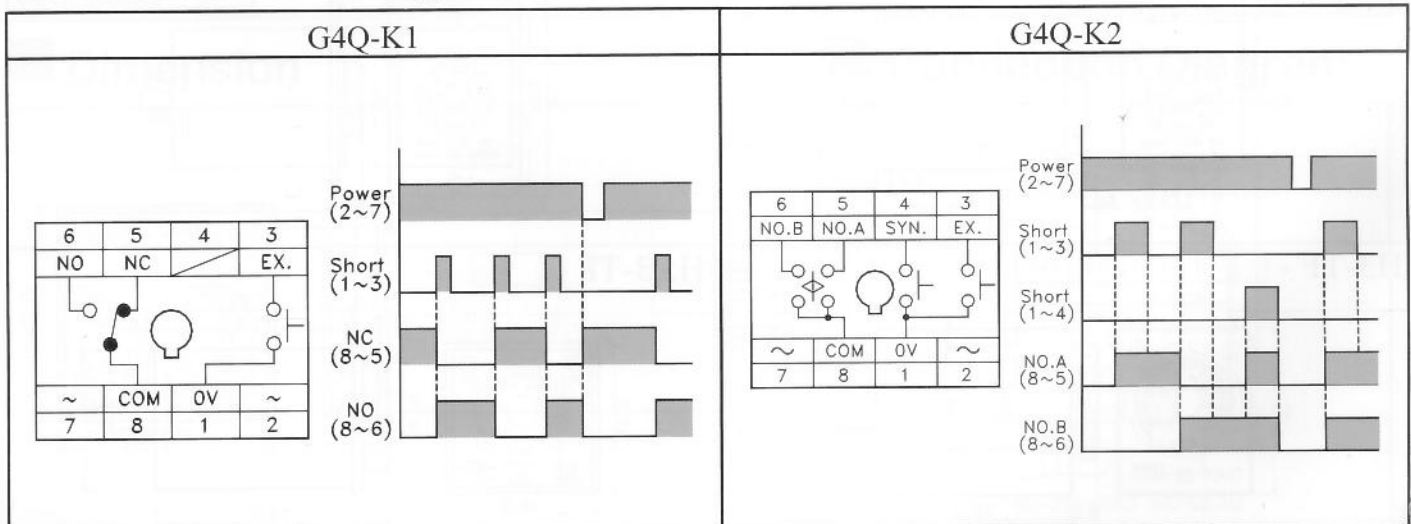 G4Q-K1
6 5 4 3
NO NC EX.
~ COM 0V ~
7 8 1 2
Power
(2~7)
Short
(1~3)
NC
(8~5)
NO
(8~6)
G4Q-K2
6 5 4 3
NO.B NO.A SYN. EX.
~ COM 0V ~
7 8 1 2
Power
(2~7)
Short
(1~3)
Short
(1~4)
NO.A
(8~5)
NO.B
(8~6)